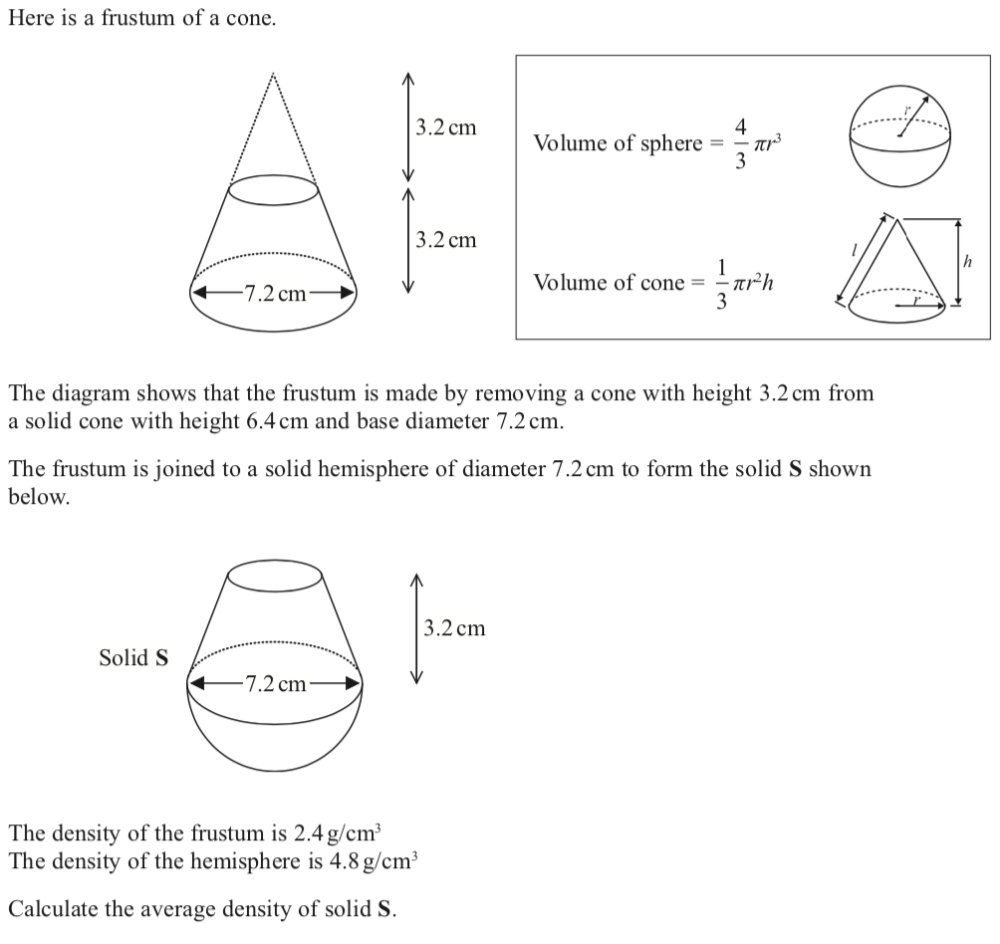 Here is a frustum of a cone.
3.2 cm
3.2 cm
7.2 cm
Volume of sphere = 4/3 πr³
r
Volume of cone = 1/3 πr²h
l
h
r
The diagram shows that the frustum is made by removing a cone with height 3.2 cm from
a solid cone with height 6.4 cm and base diameter 7.2 cm.
The frustum is joined to a solid hemisphere of diameter 7.2 cm to form the solid S shown
below.
3.2 cm
Solid S
7.2 cm
The density of the frustum is 2.4 g/cm³
The density of the hemisphere is 4.8 g/cm³
Calculate the average density of solid S.